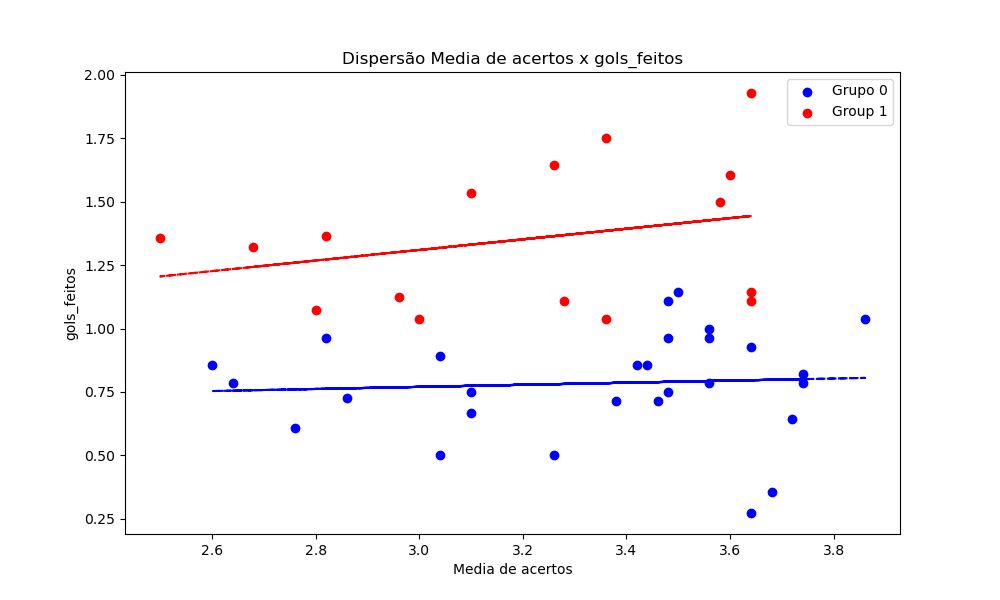 Dispersão Media de acertos x gols_feitos
Grupo 0
Group 1
gols_feitos
2.00
1.75
1.50
1.25
1.00
0.75
0.50
0.25
2.6 2.8 3.0 3.2 3.4 3.6 3.8
Media de acertos